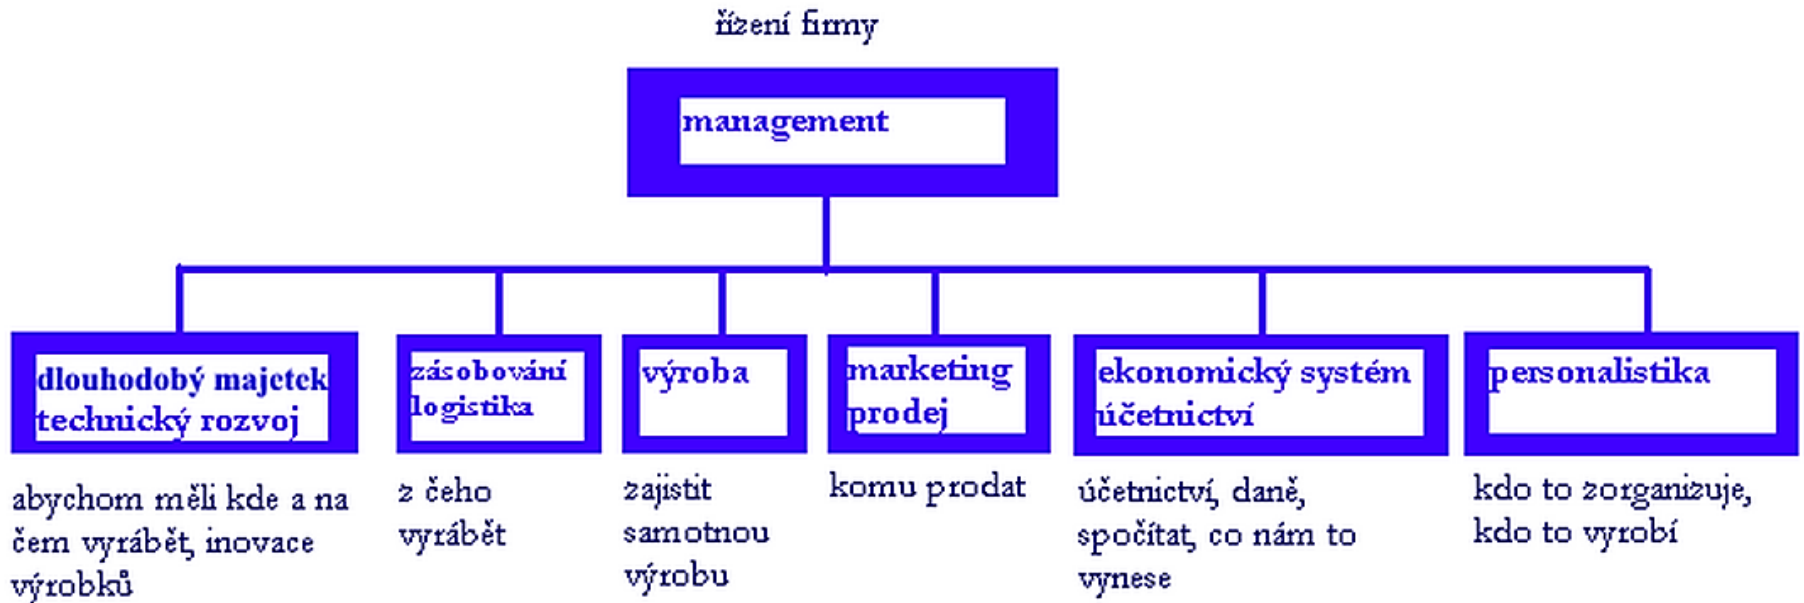 řízení firmy
management
dlouhodobý majetek
technický rozvoj
zásobování
logistika
výroba
marketing
prodej
ekonomický systém
účetnictví
personalistika
abychom měli kde a na
čem vyrábět, inovace
výrobků
z čeho
vyrábět
zajistit
samotnou
výrobu
komu prodat
účetnictví, daně,
spočítat, co nám to
vynese
kdo to zorganizuje,
kdo to vyrobí